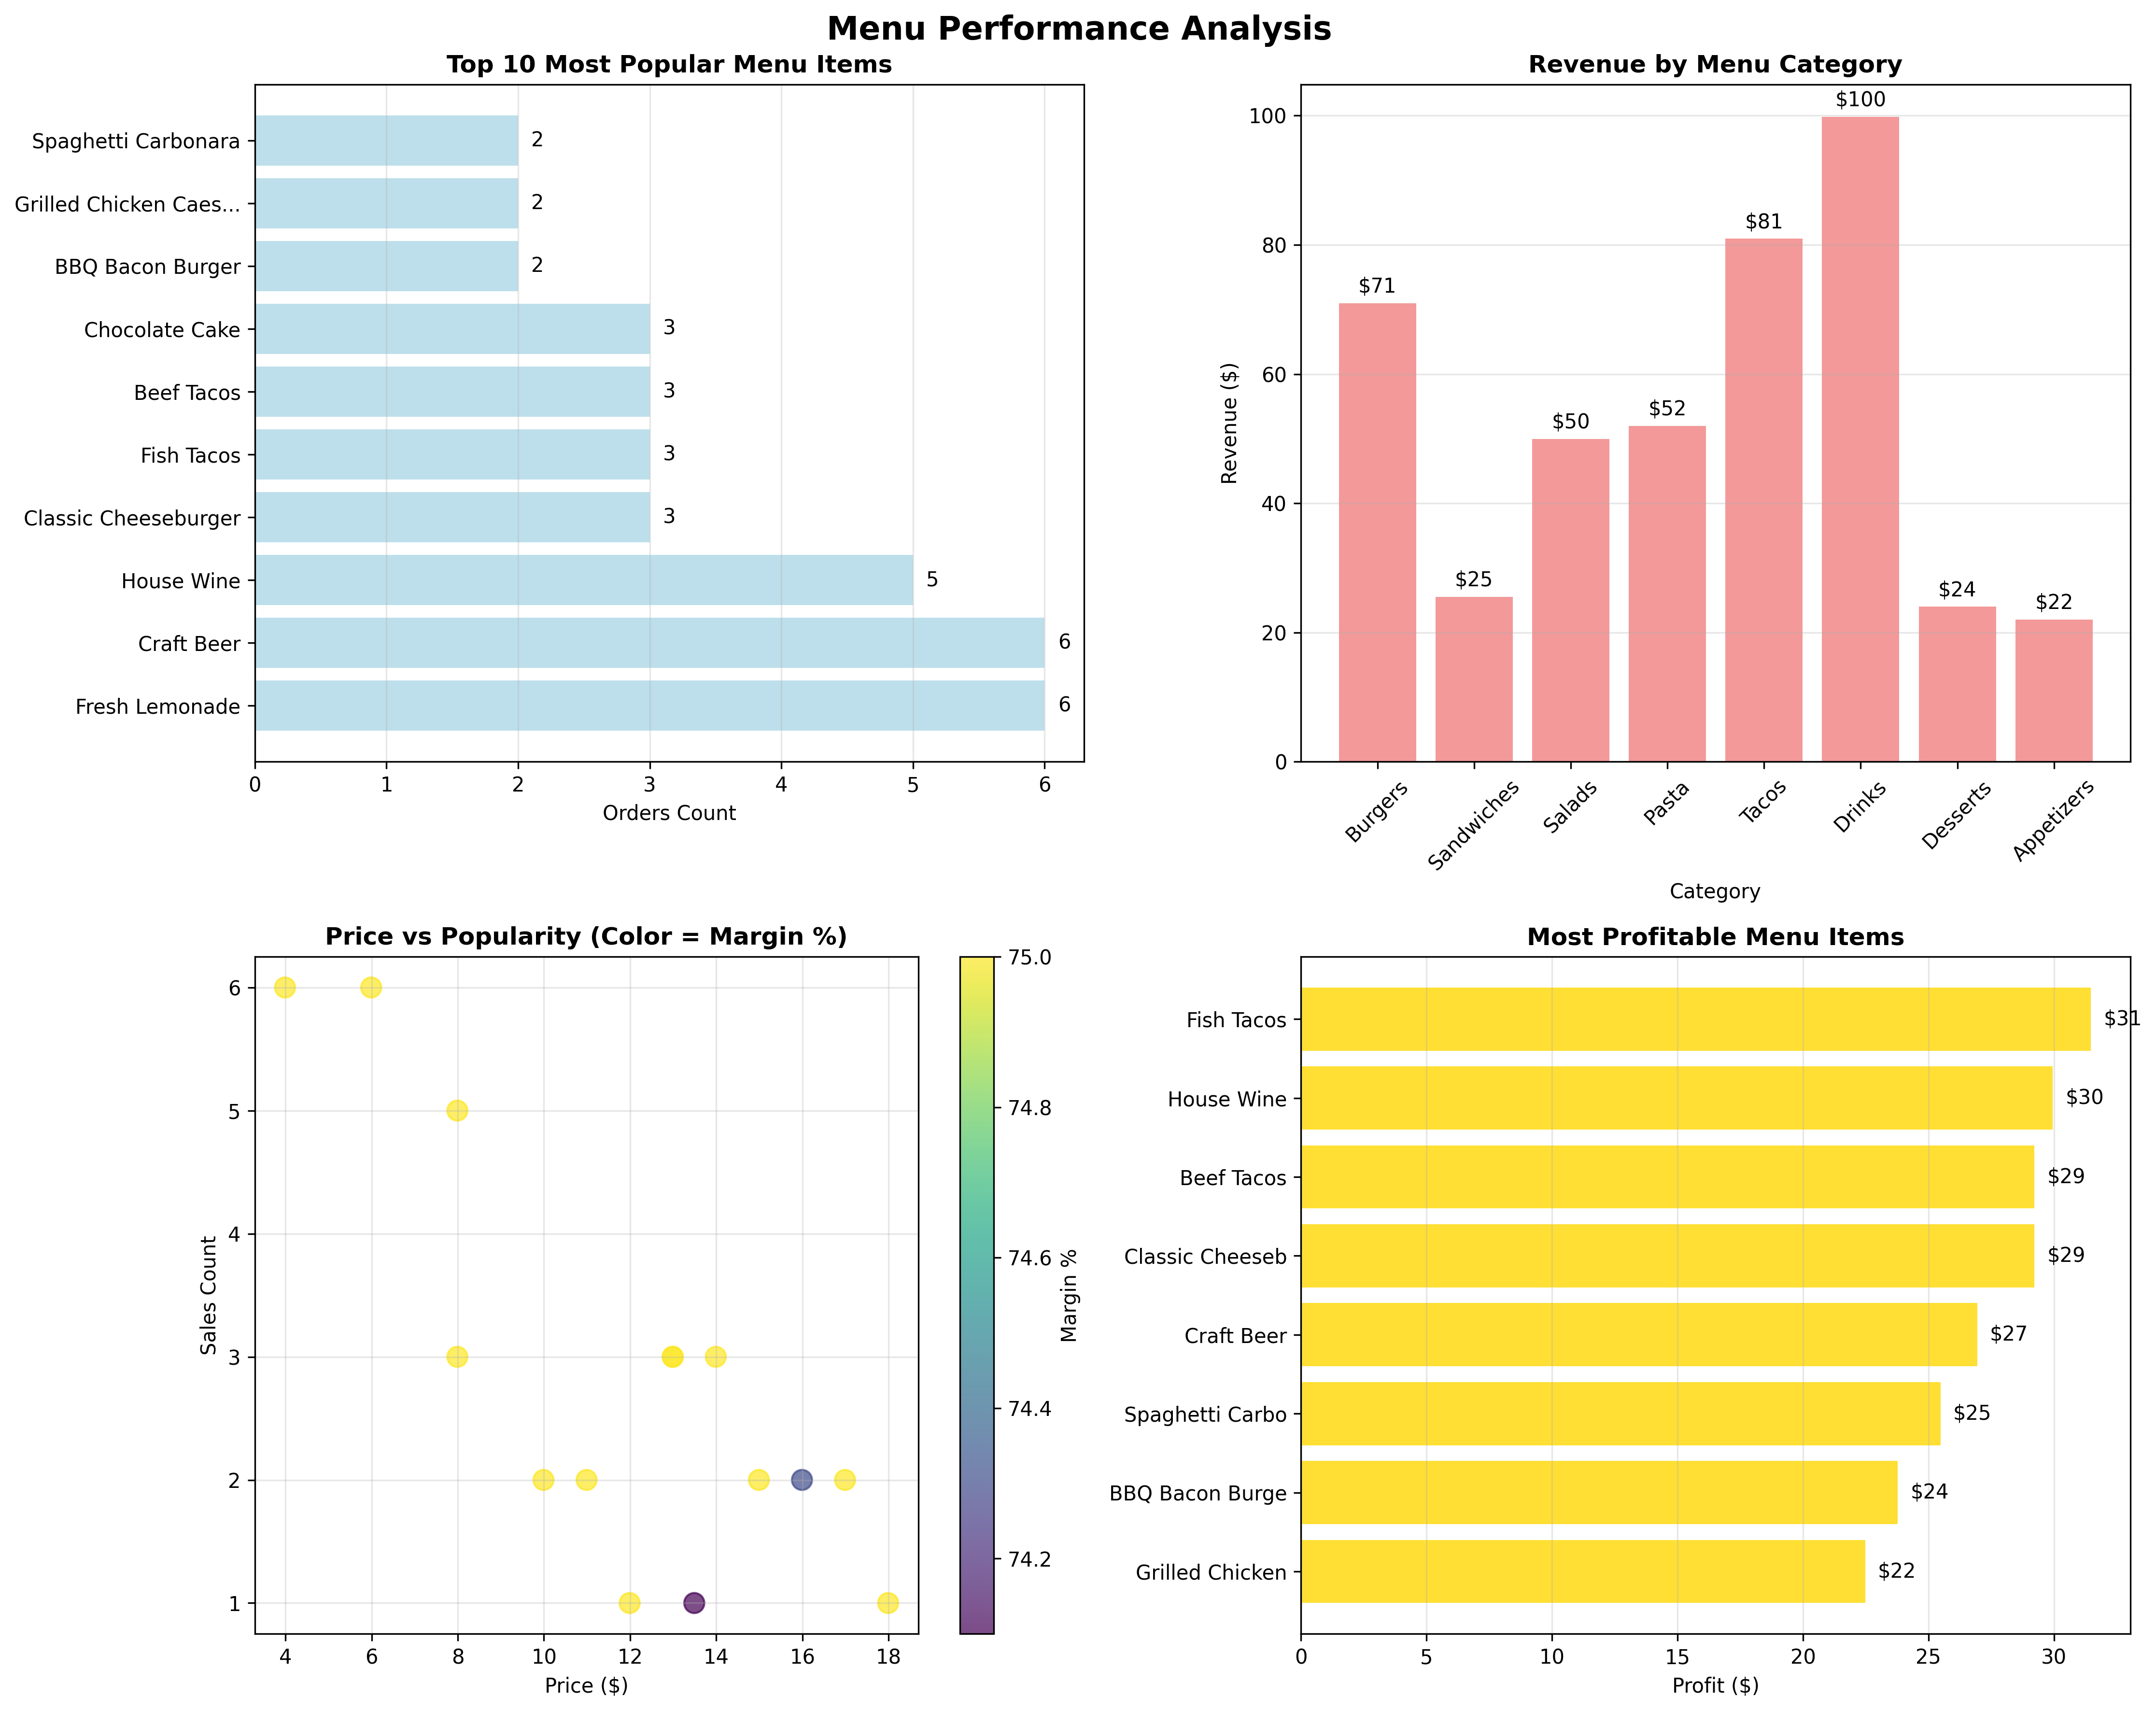 Menu Performance Analysis
Top 10 Most Popular Menu Items
Spaghetti Carbonara
2
Grilled Chicken Caes...
2
BBQ Bacon Burger
2
Chocolate Cake
3
Beef Tacos
3
Fish Tacos
3
Classic Cheeseburger
3
House Wine
5
Craft Beer
6
Fresh Lemonade
6
0 1 2 3 4 5 6
Orders Count
Revenue by Menu Category
Revenue ($)
100
80
60
40
20
0
$71
$25
$50
$52
$81
$100
$24
$22
Burgers
Sandwiches
Salads
Pasta
Tacos
Drinks
Desserts
Appetizers
Category
Price vs Popularity (Color = Margin %)
Sales Count
6
5
4
3
2
1
4 6 8 10 12 14 16 18
Price ($)
75.0
74.8
74.6
74.4
74.2
Margin %
Most Profitable Menu Items
Fish Tacos
$31
House Wine
$30
Beef Tacos
$29
Classic Cheeseb
$29
Craft Beer
$27
Spaghetti Carbo
$25
BBQ Bacon Burge
$24
Grilled Chicken
$22
0 5 10 15 20 25 30
Profit ($)